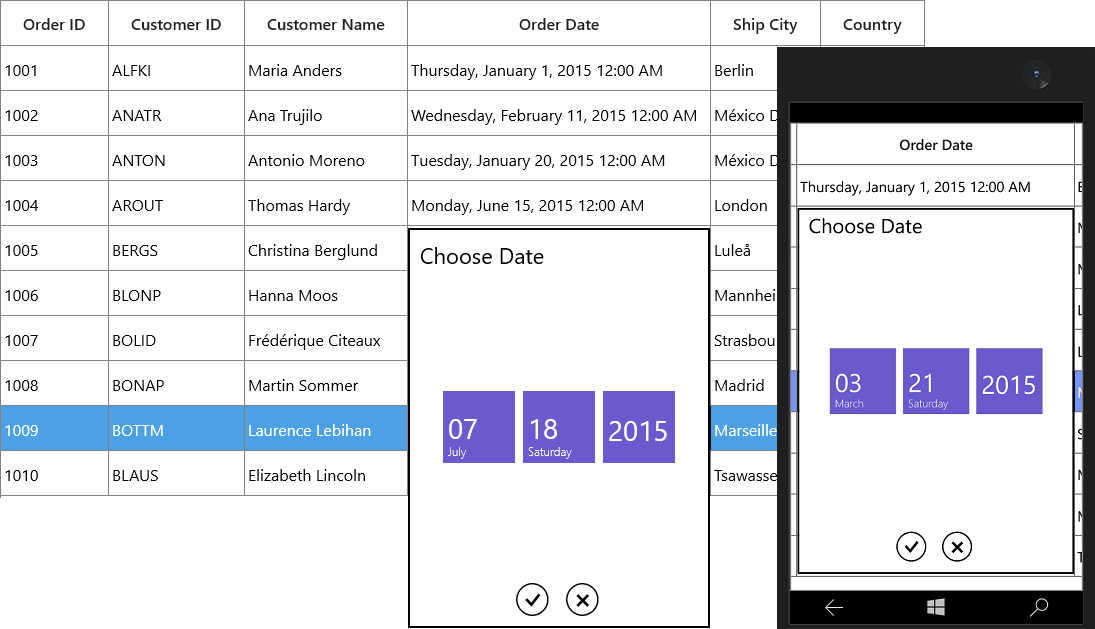 Order ID Customer ID Customer Name Order Date Ship City Country
1001 ALFKI Maria Anders Thursday, January 1, 2015 12:00 AM Berlin
1002 ANATR Ana Trujilo Wednesday, February 11, 2015 12:00 AM México D
1003 ANTON Antonio Moreno Tuesday, January 20, 2015 12:00 AM México D
1004 AROUT Thomas Hardy Monday, June 15, 2015 12:00 AM London
1005 BERGS Christina Berglund Luleå
1006 BLONP Hanna Moos Mannhei
1007 BOLID Frédérique Citeaux Strasbou
1008 BONAP Martin Sommer Madrid
1009 BOTTM Laurence Lebihan Marseille
1010 BLAUS Elizabeth Lincoln Tsawasse
Choose Date
07 18 2015
July Saturday
Order Date
Thursday, January 1, 2015 12:00 AM
Choose Date
03 21 2015
March Saturday